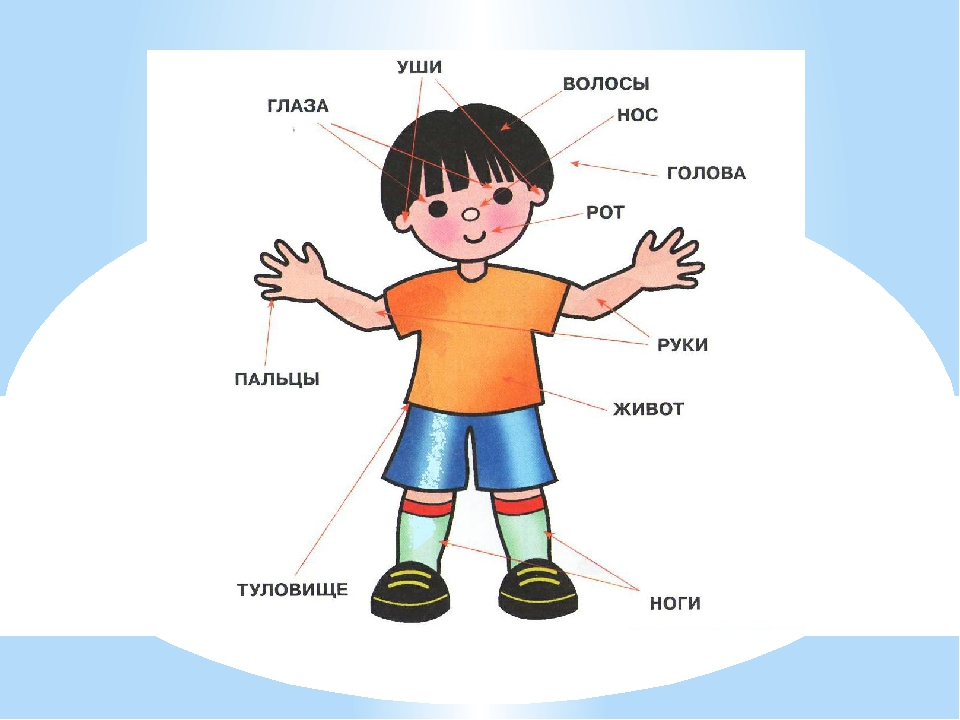 УШИ
ВОЛОСЫ
ГЛАЗА
НОС
ГОЛОВА
РОТ
РУКИ
ПАЛЬЦЫ
ЖИВОТ
ТУЛОВИЩЕ
НОГИ